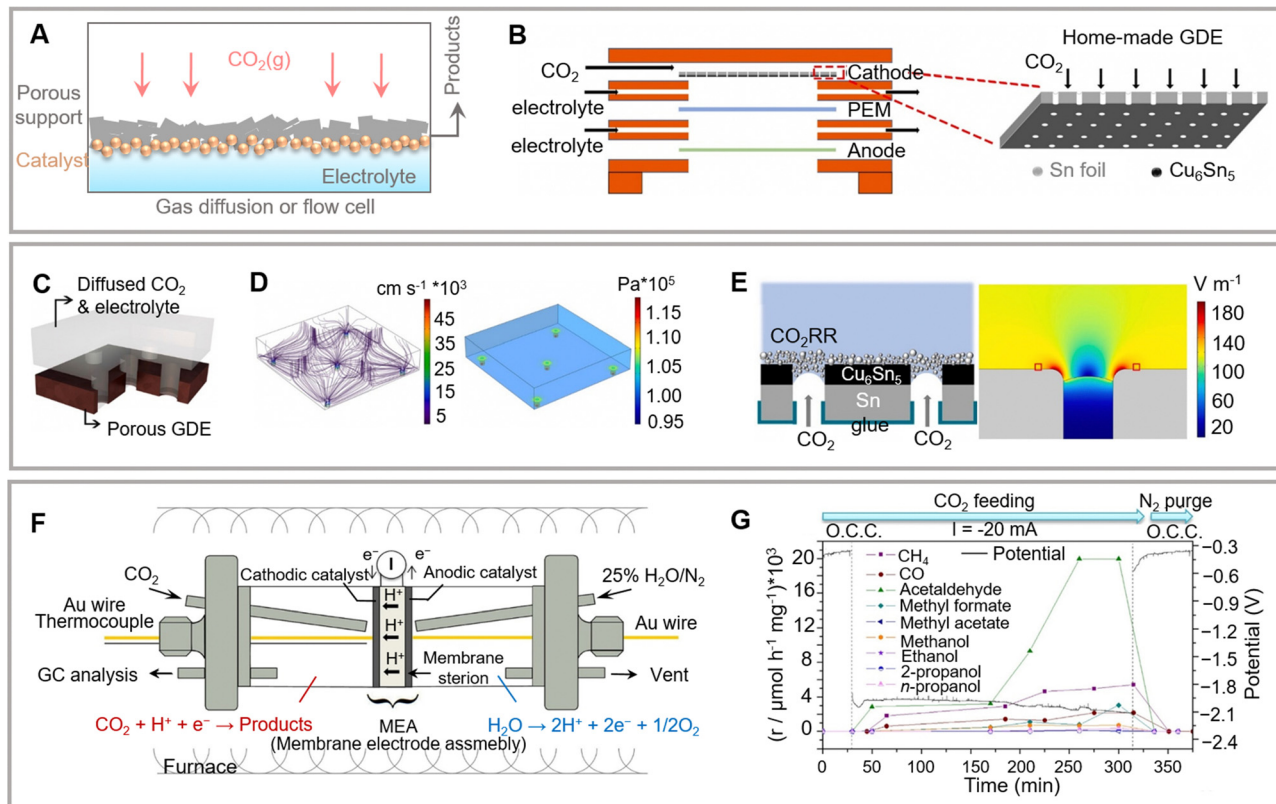 A
CO₂(g)
Products
Porous
support
Catalyst
Electrolyte
Gas diffusion or flow cell
B
Home-made GDE
CO₂
Cathode
CO₂
electrolyte
PEM
electrolyte
Anode
Sn foil
Cu₆Sn₅
C
Diffused CO₂
& electrolyte
Porous GDE
D
cm s⁻¹ *10³
45
35
25
15
5
Pa*10⁵
1.15
1.10
1.05
1.00
0.95
E
CO₂RR
Cu₆Sn₅
Sn
glue
CO₂
CO₂
V m⁻¹
180
140
100
60
20
F
e⁻
I
e⁻
CO₂
Cathodic catalyst
Anodic catalyst
25% H₂O/N₂
Au wire
Thermocouple
H⁺
H⁺
H⁺
Au wire
GC analysis
Membrane
sterion
Vent
CO₂ + H⁺ + e⁻ → Products
MEA
H₂O → 2H⁺ + 2e⁻ + 1/2O₂
(Membrane electrode assmebly)
Furnace
G
CO₂ feeding
N₂ purge
O.C.C.
I = -20 mA
O.C.C.
CH₄
Potential
CO
Acetaldehyde
Methyl formate
Methyl acetate
Methanol
Ethanol
2-propanol
n-propanol
(r / μmol h⁻¹ mg⁻¹)*10³
20
16
12
8
4
0
−0.3
−0.6
−0.9
−1.2
−1.5
−1.8
−2.1
−2.4
Potential (V)
0 50 100 150 200 250 300 350
Time (min)